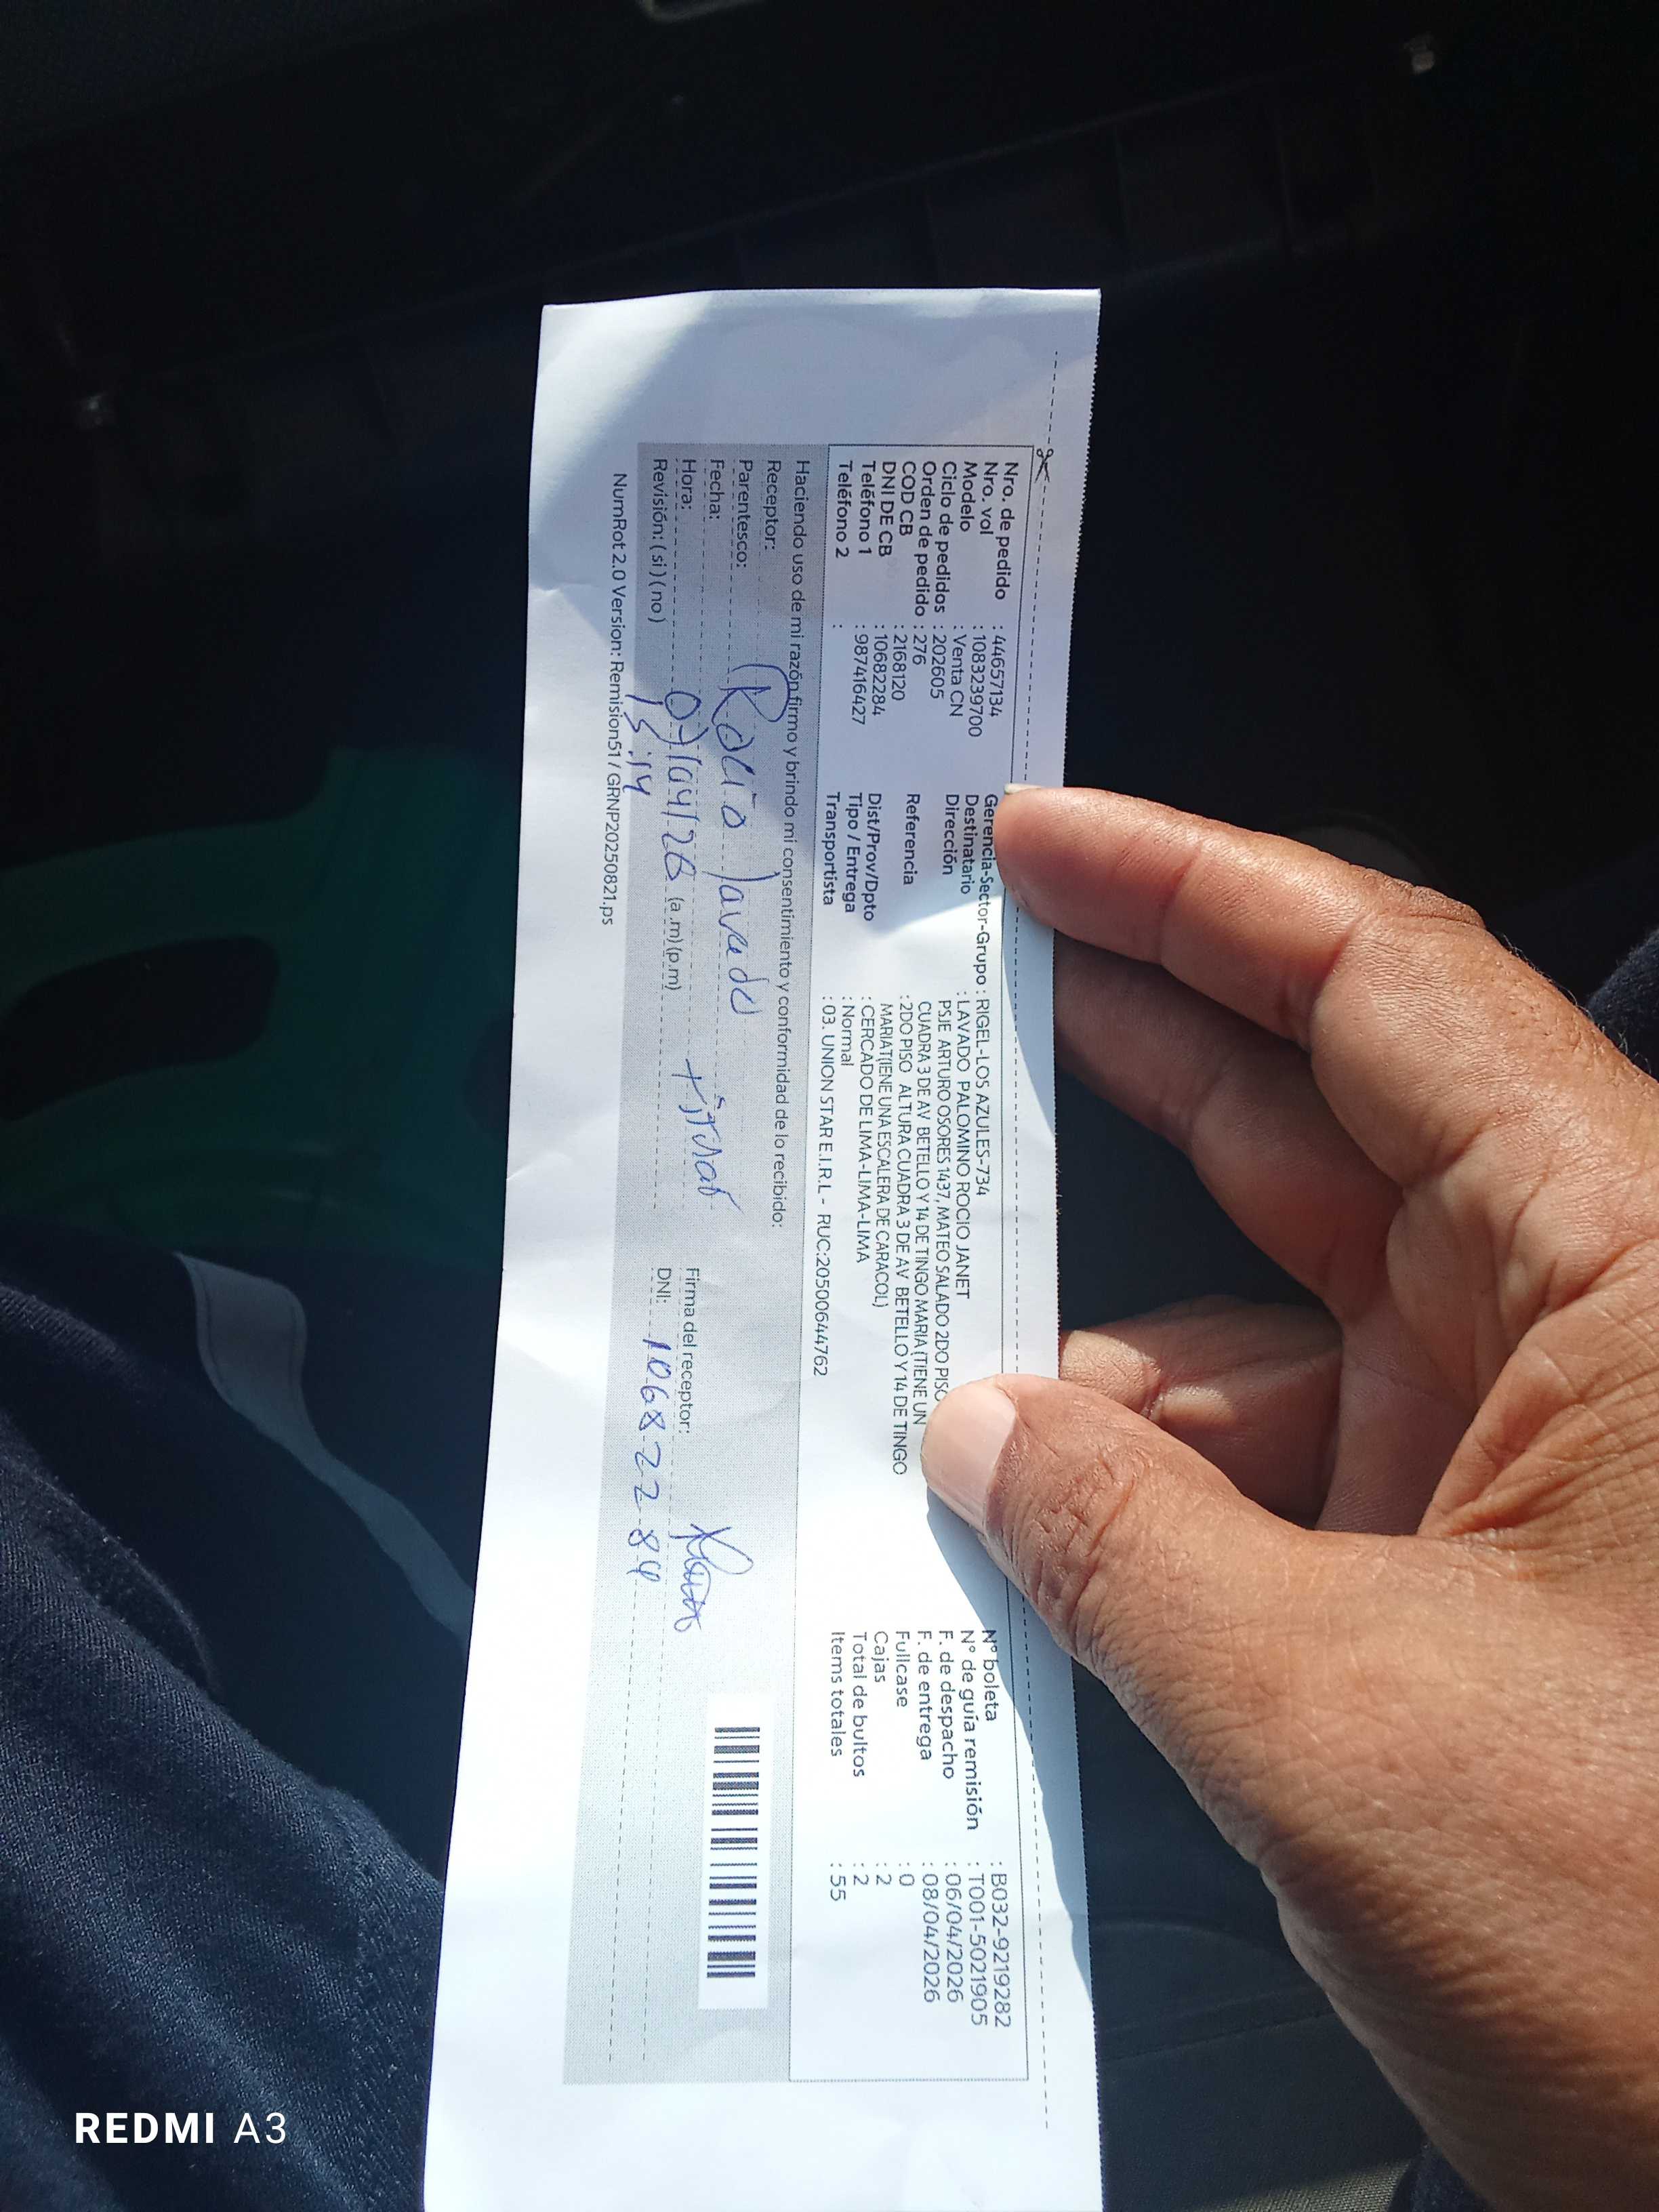 Nro. de pedido : 44657134
Nro. vol : 1083239700
Modelo : Venta CN
Ciclo de pedidos : 202605
Orden de pedido : 276
COD CB : 2168120
DNI DE CB : 10682284
Teléfono 1 : 987416427
Teléfono 2 :
Gerencia-Sector-Grupo : RIGEL-LOS AZULES-734
Destinatario : LAVADO PALOMINO ROCIO JANET
Dirección PSJE ARTURO OSORES 1437, MATEO SALADO 2DO PISO
CUADRA 3 DE AV BETELLO Y 14 DE TINGO MARIA (TIENE UN
Referencia : 2DO PISO ALTURA CUADRA 3 DE AV BETELLO Y 14 DE TINGO
MARIAT(IENE UNA ESCALERA DE CARACOL)
Dist/Prov/Dpto : CERCADO DE LIMA-LIMA-LIMA
Tipo / Entrega : Normal
Transportista : 03. UNION STAR E.I.R.L - RUC:20500644762
N° boleta : B032-9219282
N° de guía remisión : T001-5021905
F. de despacho : 06/04/2026
F. de entrega : 08/04/2026
Fullcase : 0
Cajas : 2
Total de bultos : 2
Items totales : 55
Haciendo uso de mi razón firmo y brindo mi consentimiento y conformidad de lo recibido:
Receptor:
Parentesco: Rocio Lavado titular
Fecha: 07/04/26
Hora: 13:14 (a.m) (p.m)
Revisión: ( si ) ( no )
Firma del receptor:
DNI: 10682284
NumRot 2.0 Version: Remision51 / GRNP20250821.ps
REDMI A3